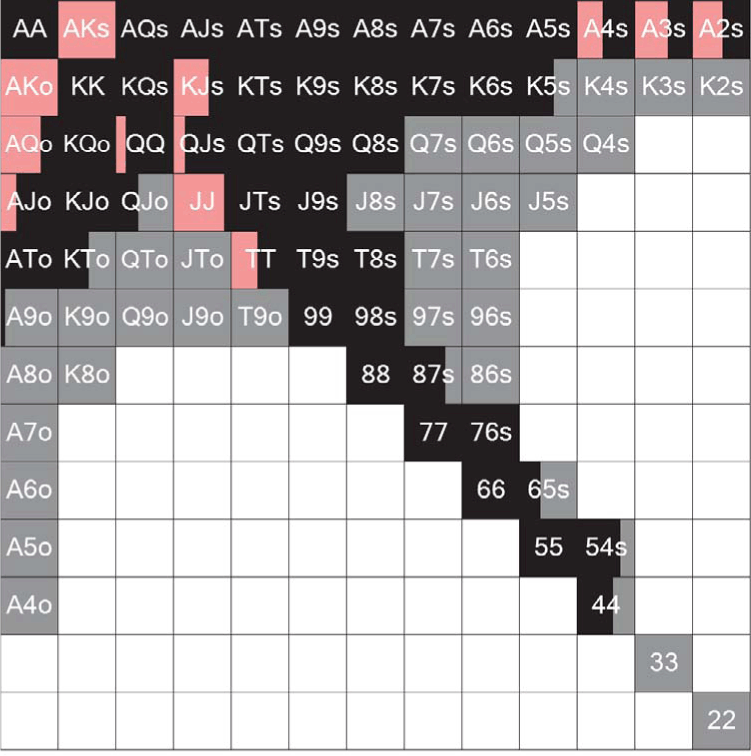 AA AKs AQs AJs ATs A9s A8s A7s A6s A5s A4s A3s A2s
AKo KK KQs KJs KTs K9s K8s K7s K6s K5s K4s K3s K2s
AQo KQo QQ QJs QTs Q9s Q8s Q7s Q6s Q5s Q4s
AJo KJo QJo JJ JTs J9s J8s J7s J6s J5s
ATo KTo QTo JTo TT T9s T8s T7s T6s
A9o K9o Q9o J9o T9o 99 98s 97s 96s
A8o K8o 88 87s 86s
A7o 77 76s
A6o 66 65s
A5o 55 54s
A4o 44
33
22